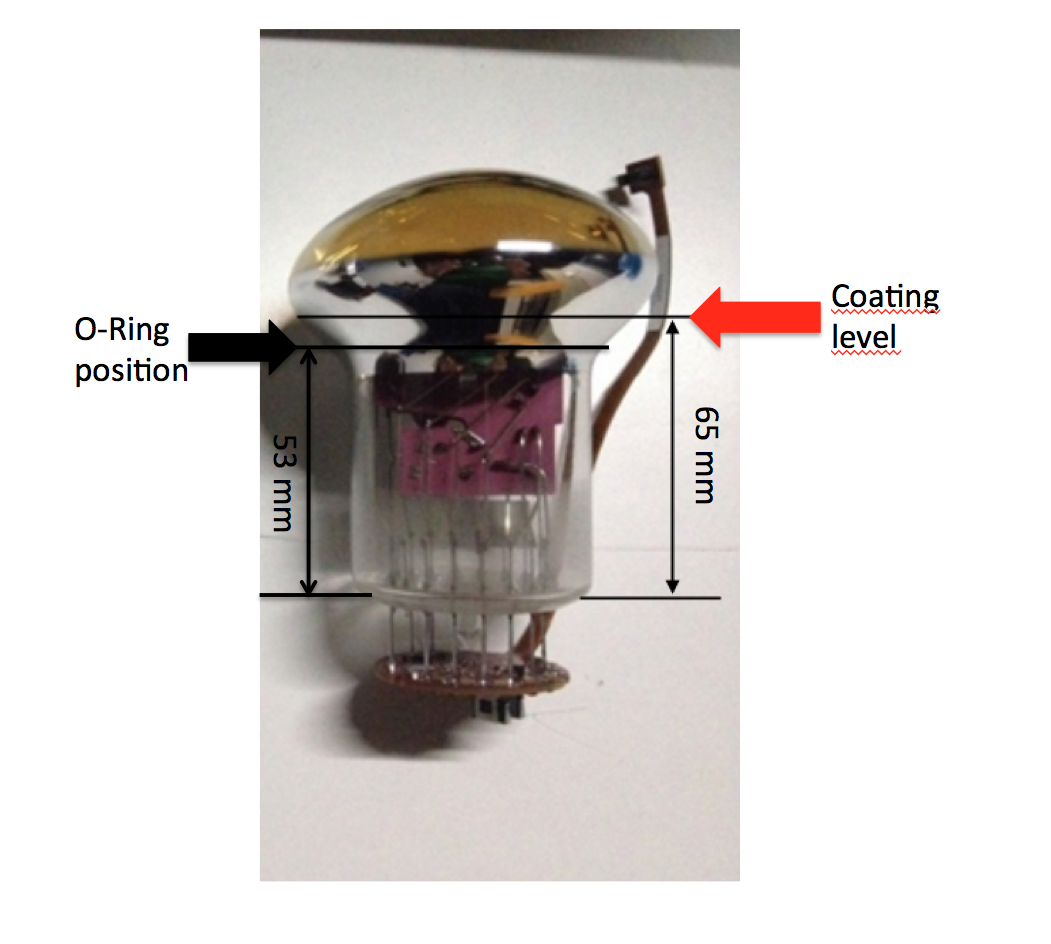 Coating
level
O-Ring
position
53 mm
65 mm